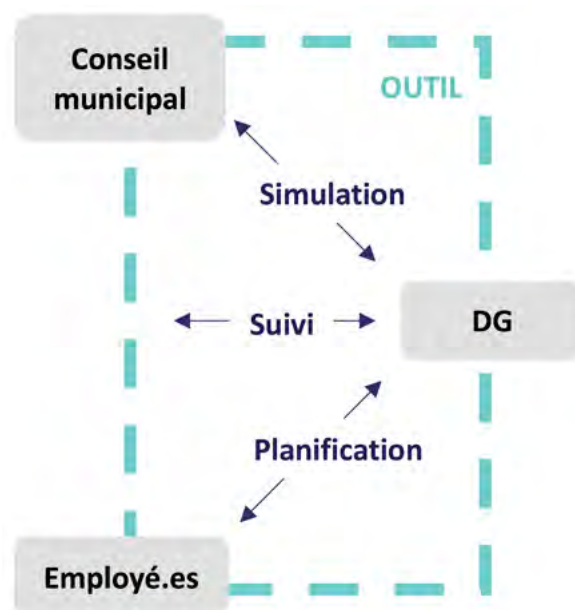 Conseil
municipal
OUTIL
Simulation
Suivi
DG
Planification
Employé.es